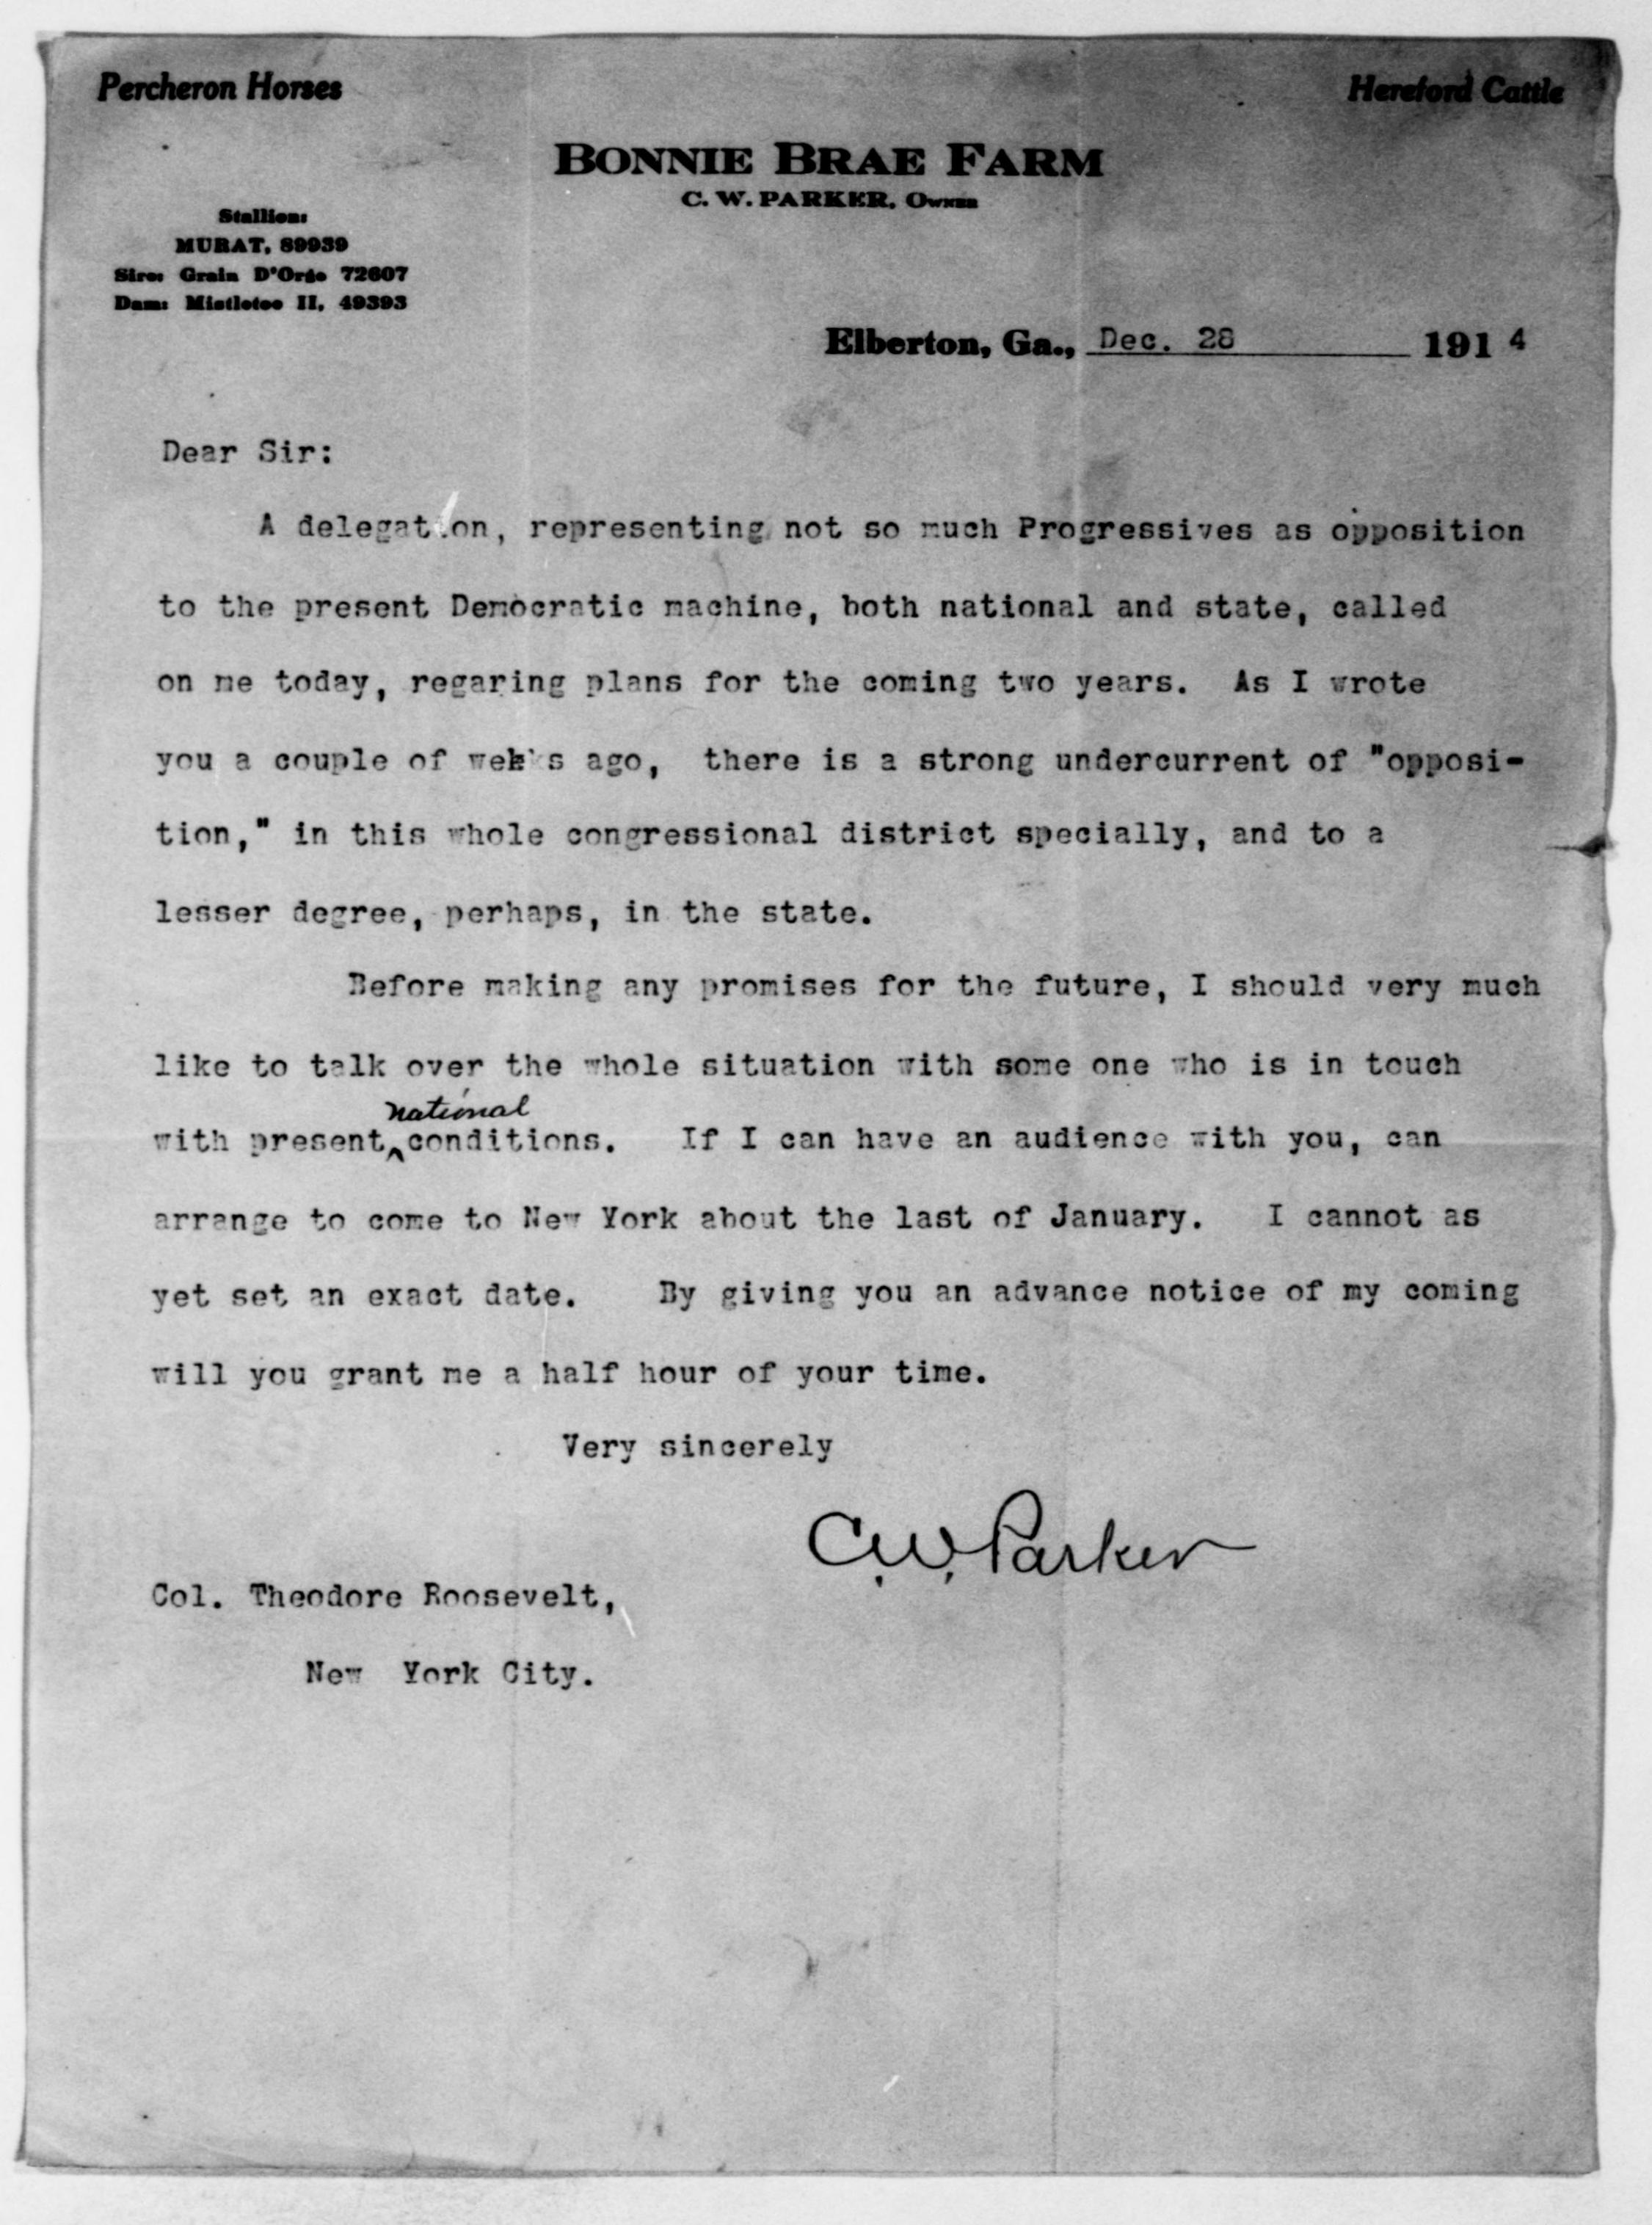 Percheron Horses
Hereford Cattle
BONNIE BRAE FARM
C. W. PARKER, OWNER
Stallion:
MURAT, 89939
Sire: Grain D'Orge 72607
Dam: Mistletoe II, 49393
Elberton, Ga., Dec. 28 1914
Dear Sir:
A delegation, representing not so much Progressives as opposition
to the present Democratic machine, both national and state, called
on me today, regaring plans for the coming two years. As I wrote
you a couple of weeks ago, there is a strong undercurrent of "opposi-
tion," in this whole congressional district specially, and to a
lesser degree, perhaps, in the state.
Before making any promises for the future, I should very much
like to talk over the whole situation with some one who is in touch
national
with present ^ conditions. If I can have an audience with you, can
arrange to come to New York about the last of January. I cannot as
yet set an exact date. By giving you an advance notice of my coming
will you grant me a half hour of your time.
Very sincerely
C. W. Parker
Col. Theodore Roosevelt,
New York City.